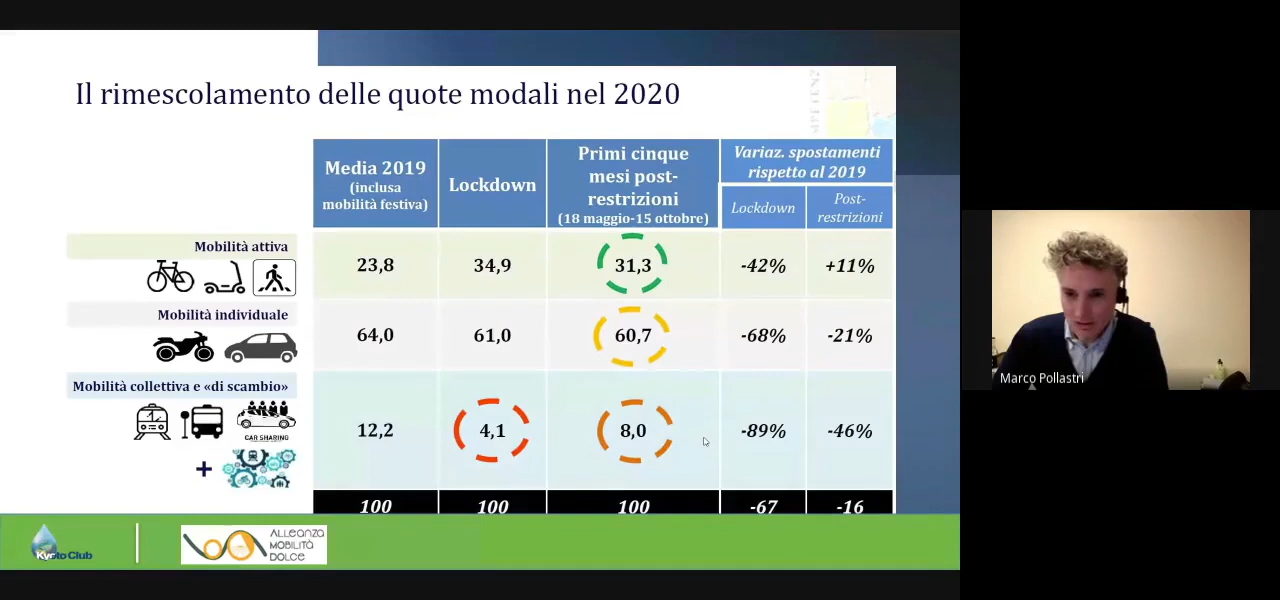 Il rimescolamento delle quote modali nel 2020
Media 2019
(inclusa
mobilità festiva)
Lockdown
Primi cinque
mesi post-
restrizioni
(18 maggio-15 ottobre)
Variaz. spostamenti
rispetto al 2019
Lockdown
Post-
restrizioni
Mobilità attiva
23,8
34,9
31,3
-42%
+11%
Mobilità individuale
64,0
61,0
60,7
-68%
-21%
Mobilità collettiva e «di scambio»
CAR SHARING
+
12,2
4,1
8,0
-89%
-46%
100
100
100
-67
-16
Kyoto Club
ALLEANZA
MOBILITÀ
DOLCE
Marco Pollastri